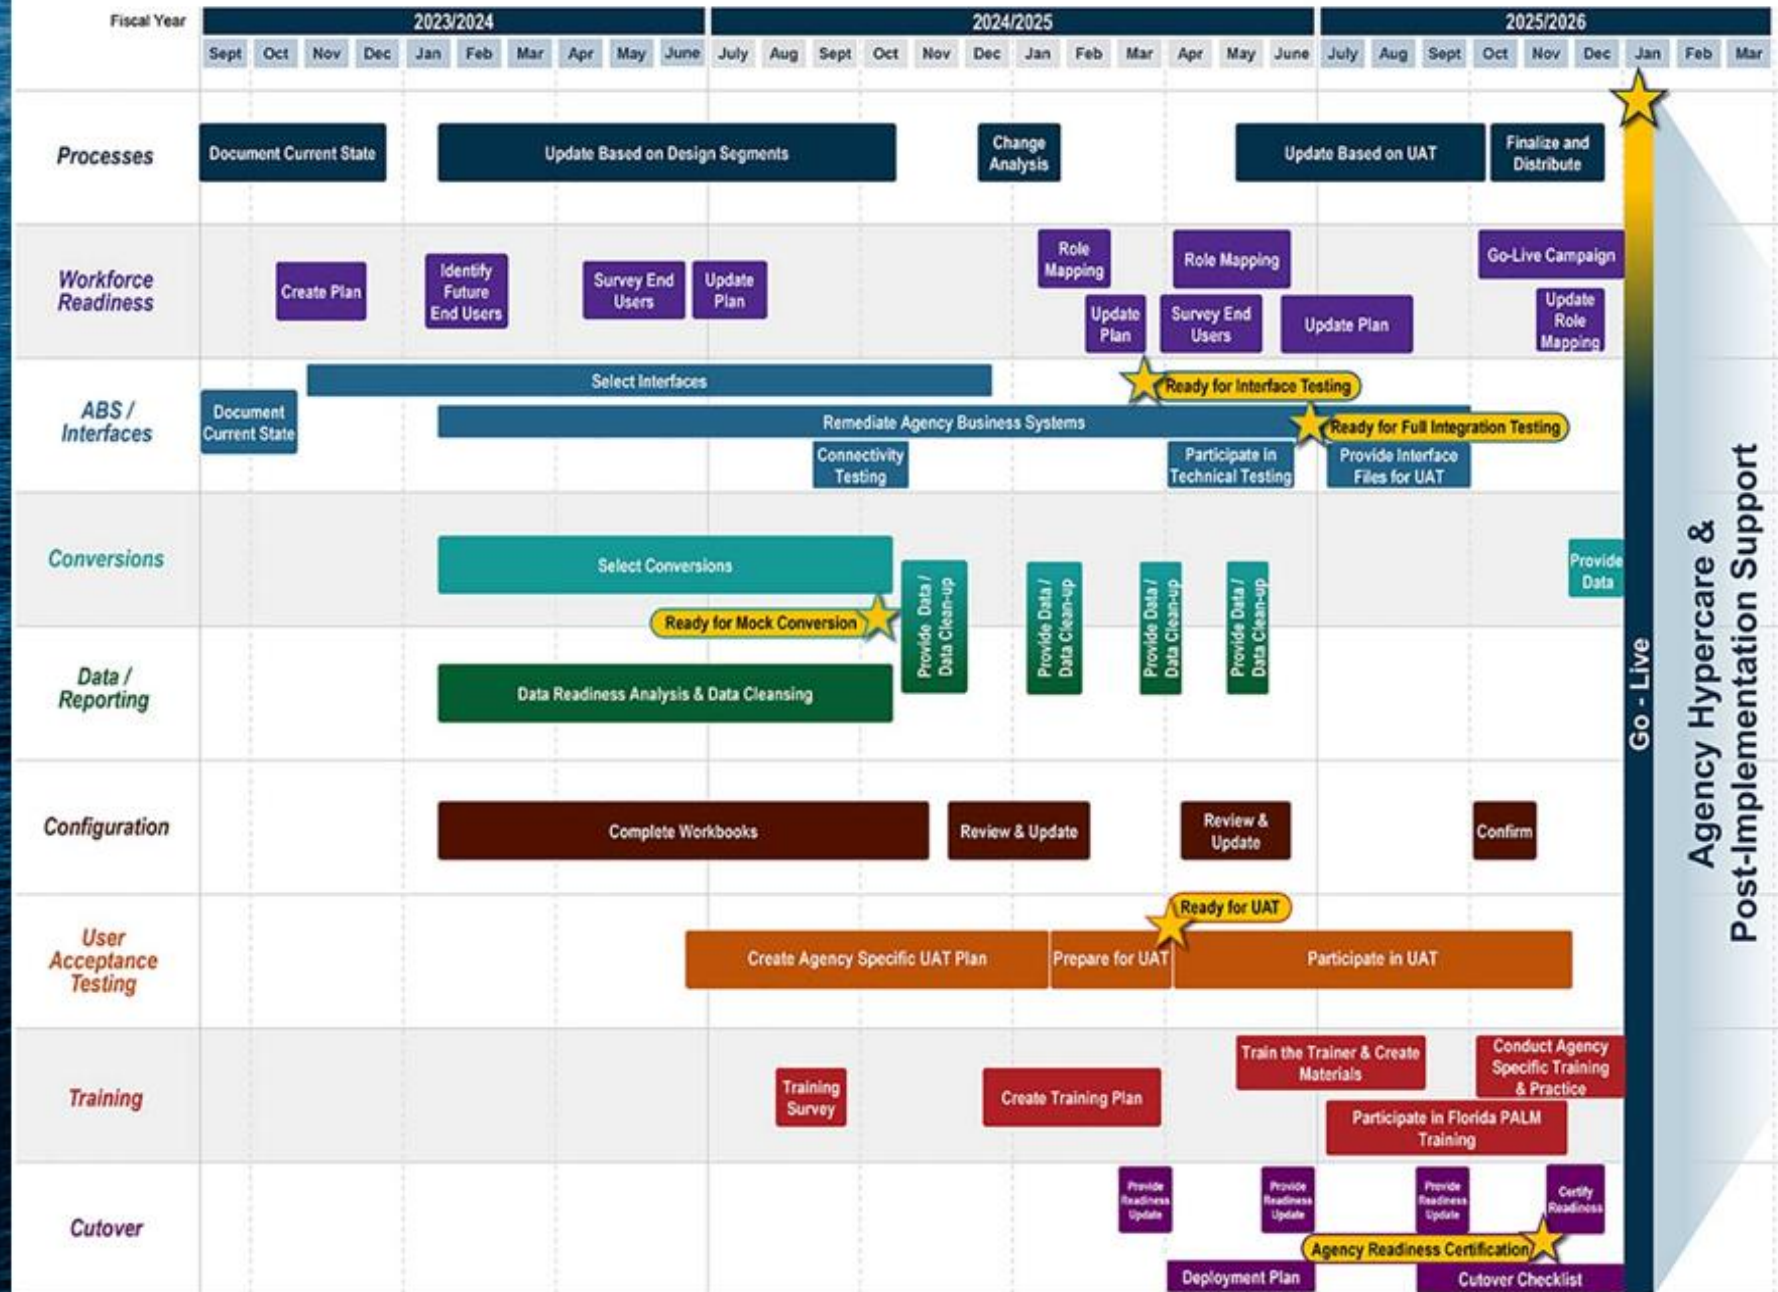 Fiscal Year
2023/2024
2024/2025
2025/2026
Sept Oct Nov Dec Jan Feb Mar Apr May June July Aug Sept Oct Nov Dec Jan Feb Mar Apr May June July Aug Sept Oct Nov Dec Jan Feb Mar
Processes
Document Current State
Update Based on Design Segments
Change
Analysis
Update Based on UAT
Finalize and
Distribute
Workforce
Readiness
Create Plan
Identify
Future
End Users
Survey End
Users
Update
Plan
Role
Mapping
Update
Plan
Role Mapping
Survey End
Users
Update Plan
Go-Live Campaign
Update
Role
Mapping
ABS /
Interfaces
Document
Current State
Select Interfaces
Ready for Interface Testing
Remediate Agency Business Systems
Ready for Full Integration Testing
Connectivity
Testing
Participate in
Technical Testing
Provide Interface
Files for UAT
Conversions
Select Conversions
Ready for Mock Conversion
Provide Data /
Data Clean-up
Provide Data /
Data Clean-up
Provide Data /
Data Clean-up
Provide Data /
Data Clean-up
Provide
Data
Data /
Reporting
Data Readiness Analysis & Data Cleansing
Configuration
Complete Workbooks
Review & Update
Review &
Update
Confirm
User
Acceptance
Testing
Ready for UAT
Create Agency Specific UAT Plan
Prepare for UAT
Participate in UAT
Training
Training
Survey
Create Training Plan
Train the Trainer & Create
Materials
Conduct Agency
Specific Training
& Practice
Participate in Florida PALM
Training
Cutover
Provide
Readiness
Update
Provide
Readiness
Update
Provide
Readiness
Update
Certify
Readiness
Agency Readiness Certification
Deployment Plan
Cutover Checklist
Go - Live
Agency Hypercare &
Post-Implementation Support